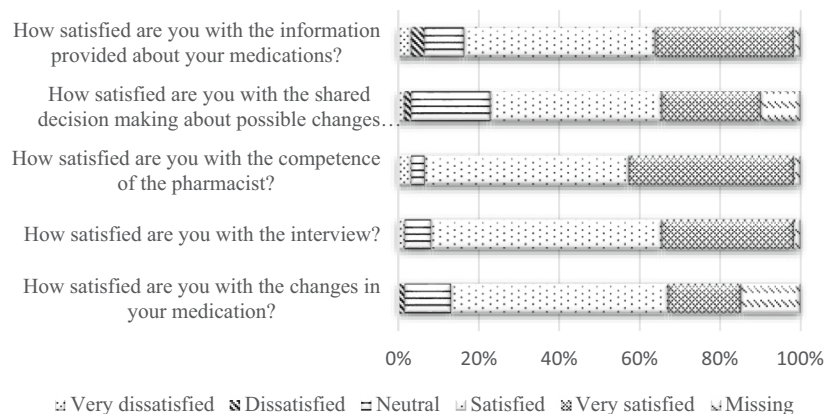 How satisfied are you with the information
provided about your medications?
How satisfied are you with the shared
decision making about possible changes…
How satisfied are you with the competence
of the pharmacist?
How satisfied are you with the interview?
How satisfied are you with the changes in
your medication?
0% 20% 40% 60% 80% 100%
Very dissatisfied Dissatisfied Neutral Satisfied Very satisfied Missing